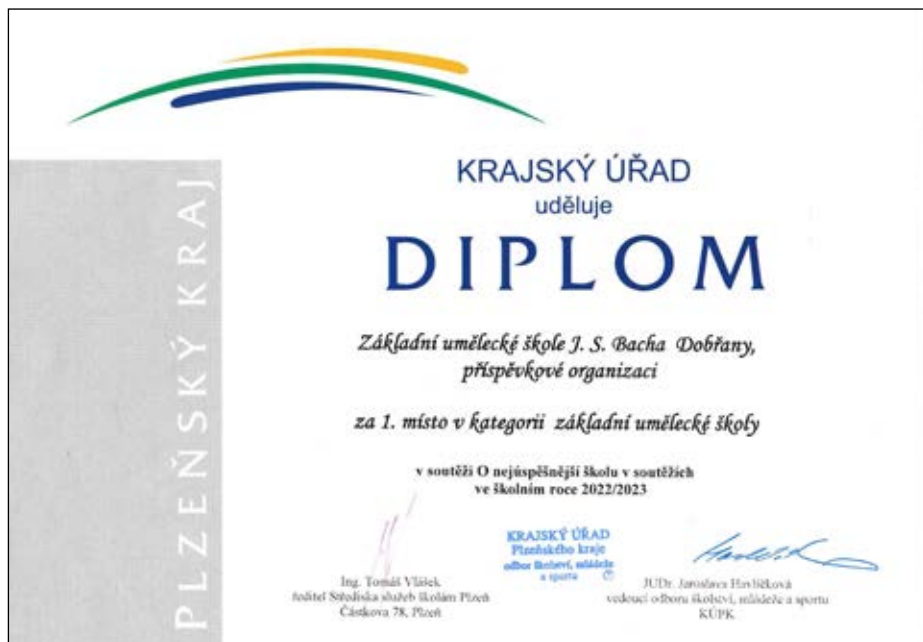 PLZEŇSKÝ KRAJ
KRAJSKÝ ÚŘAD
uděluje
DIPLOM
Základní umělecké škole J. S. Bacha Dobřany,
příspěvkové organizaci
za 1. místo v kategorii základní umělecké školy
v soutěži O nejúspěšnější školu v soutěžích
ve školním roce 2022/2023
KRAJSKÝ ÚŘAD
Plzeňského kraje
odbor školství, mládeže
a sportu
Ing. Tomáš Vlášek
ředitel Střediska služeb školám Plzeň
Částkova 78, Plzeň
JUDr. Jaroslava Havlíčková
vedoucí odboru školství, mládeže a sportu
KÚPK